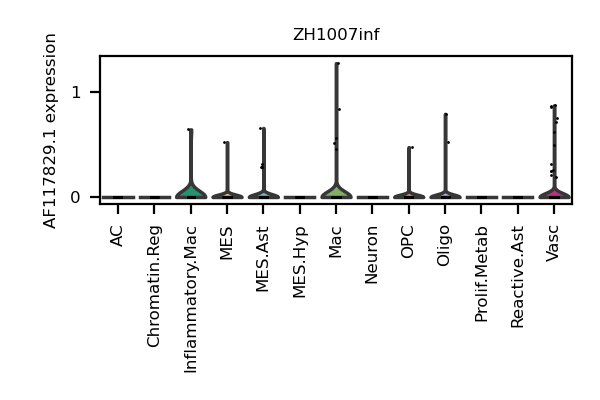 ZH1007inf
AF117829.1 expression
1
0
AC
Chromatin.Reg
Inflammatory.Mac
MES
MES.Ast
MES.Hyp
Mac
Neuron
OPC
Oligo
Prolif.Metab
Reactive.Ast
Vasc